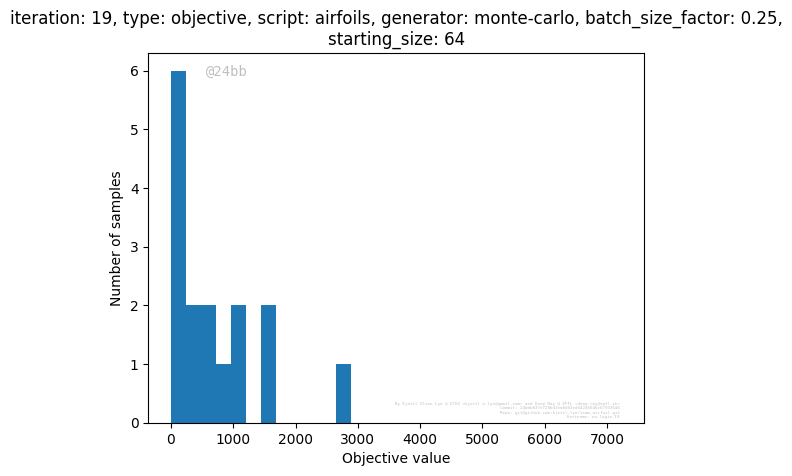 iteration: 19, type: objective, script: airfoils, generator: monte-carlo, batch_size_factor: 0.25,
starting_size: 64
@24bb
6
5
4
3
2
1
0
Number of samples
0 1000 2000 3000 4000 5000 6000 7000
Objective value